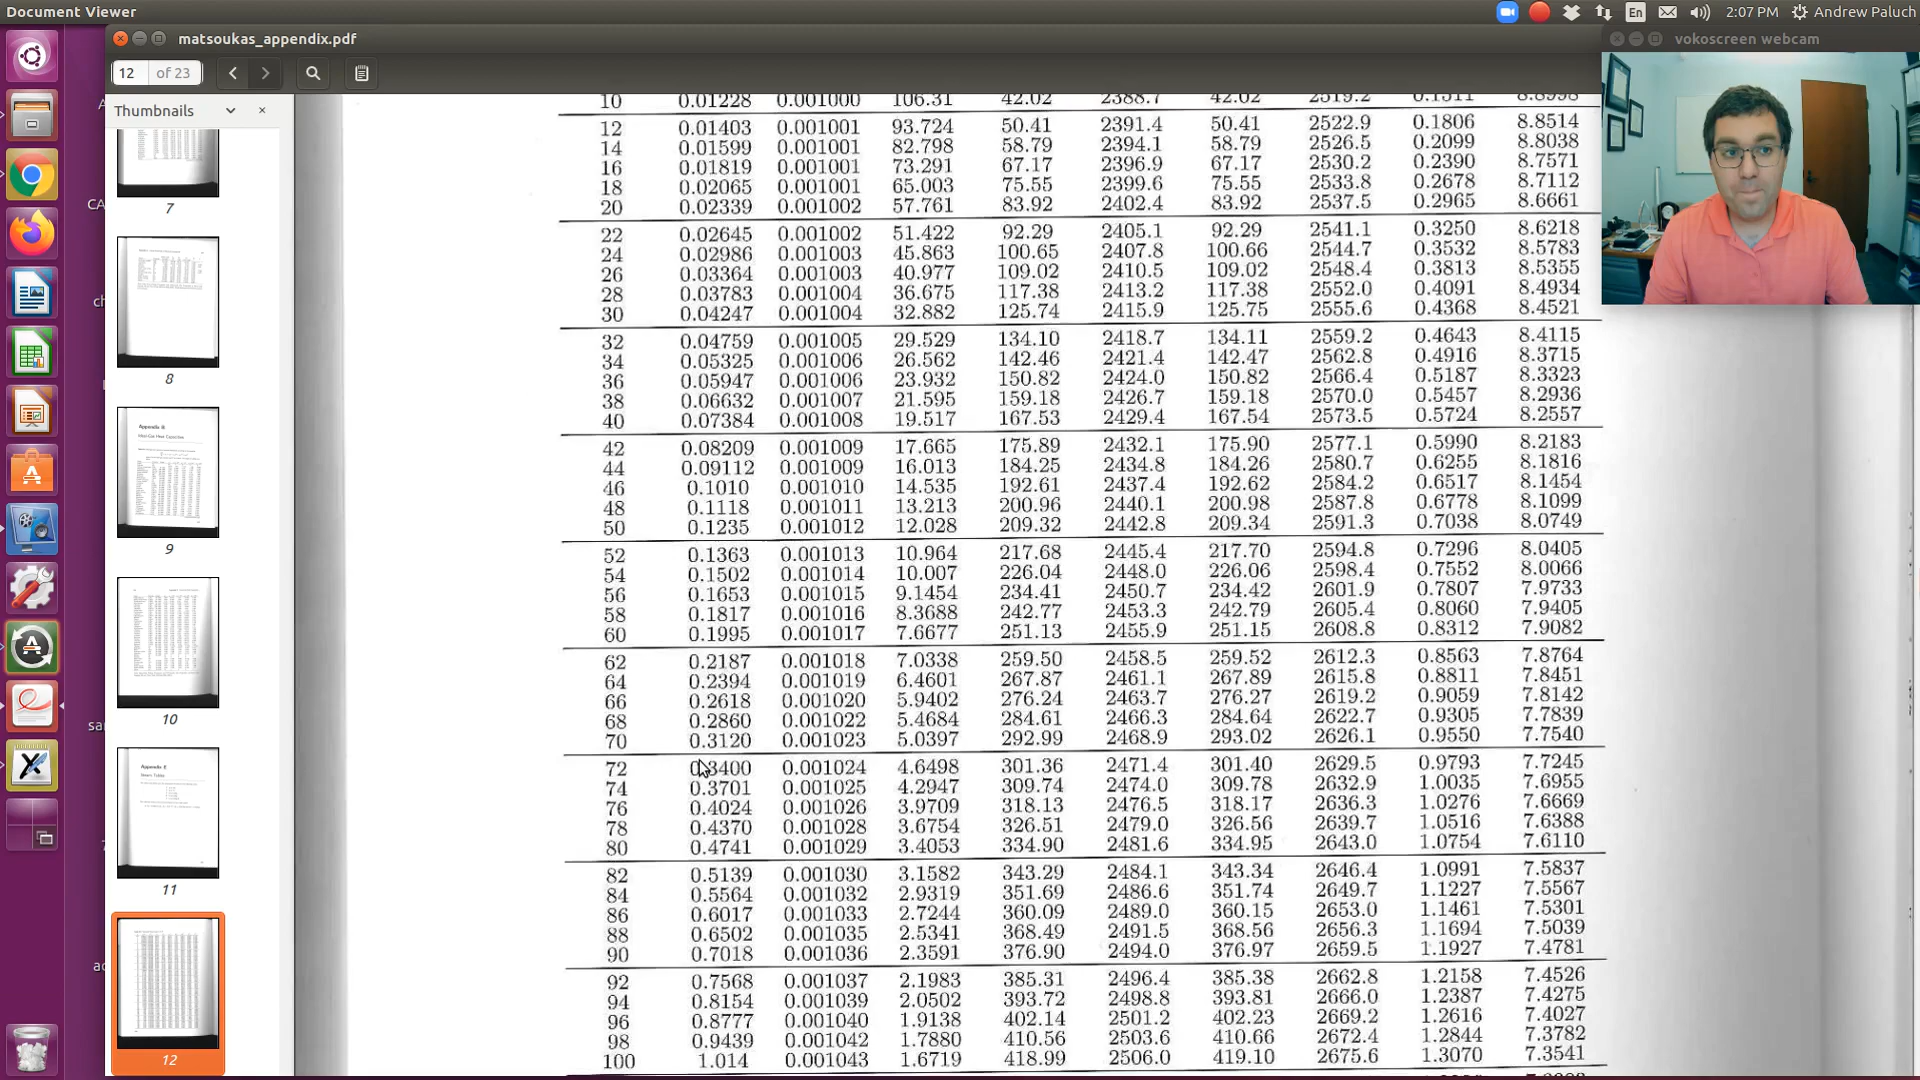 Document Viewer
En
2:07 PM
Andrew Paluch
matsoukas_appendix.pdf
vokoscreen webcam
12 of 23
Thumbnails
7
8
9
10
11
12
10 0.01228 0.001000 106.31 42.02 2388.7 42.02 2519.2 0.1511 8.8998
12 0.01403 0.001001 93.724 50.41 2391.4 50.41 2522.9 0.1806 8.8514
14 0.01599 0.001001 82.798 58.79 2394.1 58.79 2526.5 0.2099 8.8038
16 0.01819 0.001001 73.291 67.17 2396.9 67.17 2530.2 0.2390 8.7571
18 0.02065 0.001001 65.003 75.55 2399.6 75.55 2533.8 0.2678 8.7112
20 0.02339 0.001002 57.761 83.92 2402.4 83.92 2537.5 0.2965 8.6661
22 0.02645 0.001002 51.422 92.29 2405.1 92.29 2541.1 0.3250 8.6218
24 0.02986 0.001003 45.863 100.65 2407.8 100.66 2544.7 0.3532 8.5783
26 0.03364 0.001003 40.977 109.02 2410.5 109.02 2548.4 0.3813 8.5355
28 0.03783 0.001004 36.675 117.38 2413.2 117.38 2552.0 0.4091 8.4934
30 0.04247 0.001004 32.882 125.74 2415.9 125.75 2555.6 0.4368 8.4521
32 0.04759 0.001005 29.529 134.10 2418.7 134.11 2559.2 0.4643 8.4115
34 0.05325 0.001006 26.562 142.46 2421.4 142.47 2562.8 0.4916 8.3715
36 0.05947 0.001006 23.932 150.82 2424.0 150.82 2566.4 0.5187 8.3323
38 0.06632 0.001007 21.595 159.18 2426.7 159.18 2570.0 0.5457 8.2936
40 0.07384 0.001008 19.517 167.53 2429.4 167.54 2573.5 0.5724 8.2557
42 0.08209 0.001009 17.665 175.89 2432.1 175.90 2577.1 0.5990 8.2183
44 0.09112 0.001009 16.013 184.25 2434.8 184.26 2580.7 0.6255 8.1816
46 0.1010 0.001010 14.535 192.61 2437.4 192.62 2584.2 0.6517 8.1454
48 0.1118 0.001011 13.213 200.96 2440.1 200.98 2587.8 0.6778 8.1099
50 0.1235 0.001012 12.028 209.32 2442.8 209.34 2591.3 0.7038 8.0749
52 0.1363 0.001013 10.964 217.68 2445.4 217.70 2594.8 0.7296 8.0405
54 0.1502 0.001014 10.007 226.04 2448.0 226.06 2598.4 0.7552 8.0066
56 0.1653 0.001015 9.1454 234.41 2450.7 234.42 2601.9 0.7807 7.9733
58 0.1817 0.001016 8.3688 242.77 2453.3 242.79 2605.4 0.8060 7.9405
60 0.1995 0.001017 7.6677 251.13 2455.9 251.15 2608.8 0.8312 7.9082
62 0.2187 0.001018 7.0338 259.50 2458.5 259.52 2612.3 0.8563 7.8764
64 0.2394 0.001019 6.4601 267.87 2461.1 267.89 2615.8 0.8811 7.8451
66 0.2618 0.001020 5.9402 276.24 2463.7 276.27 2619.2 0.9059 7.8142
68 0.2860 0.001022 5.4684 284.61 2466.3 284.64 2622.7 0.9305 7.7839
70 0.3120 0.001023 5.0397 292.99 2468.9 293.02 2626.1 0.9550 7.7540
72 0.3400 0.001024 4.6498 301.36 2471.4 301.40 2629.5 0.9793 7.7245
74 0.3701 0.001025 4.2947 309.74 2474.0 309.78 2632.9 1.0035 7.6955
76 0.4024 0.001026 3.9709 318.13 2476.5 318.17 2636.3 1.0276 7.6669
78 0.4370 0.001028 3.6754 326.51 2479.0 326.56 2639.7 1.0516 7.6388
80 0.4741 0.001029 3.4053 334.90 2481.6 334.95 2643.0 1.0754 7.6110
82 0.5139 0.001030 3.1582 343.29 2484.1 343.34 2646.4 1.0991 7.5837
84 0.5564 0.001032 2.9319 351.69 2486.6 351.74 2649.7 1.1227 7.5567
86 0.6017 0.001033 2.7244 360.09 2489.0 360.15 2653.0 1.1461 7.5301
88 0.6502 0.001035 2.5341 368.49 2491.5 368.56 2656.3 1.1694 7.5039
90 0.7018 0.001036 2.3591 376.90 2494.0 376.97 2659.5 1.1927 7.4781
92 0.7568 0.001037 2.1983 385.31 2496.4 385.38 2662.8 1.2158 7.4526
94 0.8154 0.001039 2.0502 393.72 2498.8 393.81 2666.0 1.2387 7.4275
96 0.8777 0.001040 1.9138 402.14 2501.2 402.23 2669.2 1.2616 7.4027
98 0.9439 0.001042 1.7880 410.56 2503.6 410.66 2672.4 1.2844 7.3782
100 1.014 0.001043 1.6719 418.99 2506.0 419.10 2675.6 1.3070 7.3541